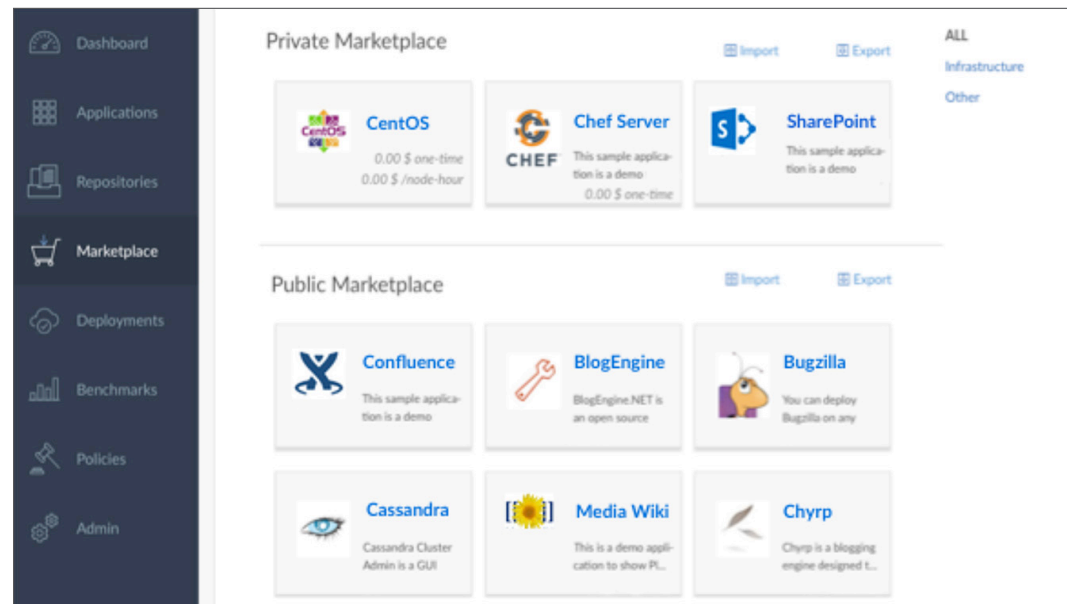 Dashboard
Applications
Repositories
Marketplace
Deployments
Benchmarks
Policies
Admin
Private Marketplace
Import
Export
CentOS
CentOS
0.00 $ one-time
0.00 $ /node-hour
CHEF
Chef Server
This sample applica-
tion is a demo
0.00 $ one-time
S
SharePoint
This sample applica-
tion is a demo
Public Marketplace
Import
Export
Confluence
This sample applica-
tion is a demo
BlogEngine
BlogEngine.NET is
an open source
Bugzilla
You can deploy
Bugzilla on any
Cassandra
Cassandra Cluster
Admin is a GUI
[[ ]]
Media Wiki
This is a demo appli-
cation to show Pl...
Chyrp
Chyrp is a blogging
engine designed t...
ALL
Infrastructure
Other